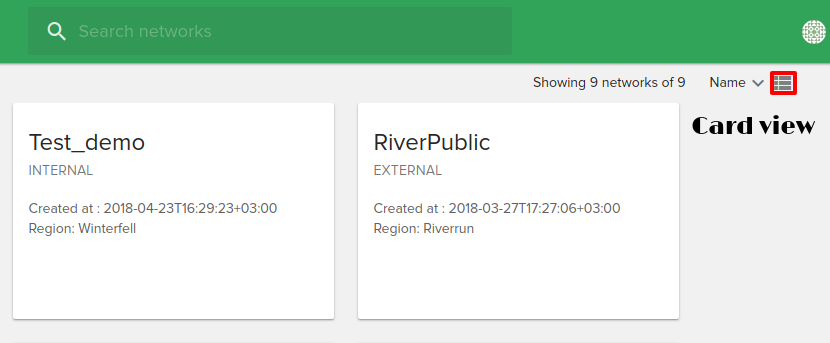 Search networks
Showing 9 networks of 9 Name
Card view
Test_demo
INTERNAL
Created at : 2018-04-23T16:29:23+03:00
Region: Winterfell
RiverPublic
EXTERNAL
Created at : 2018-03-27T17:27:06+03:00
Region: Riverrun